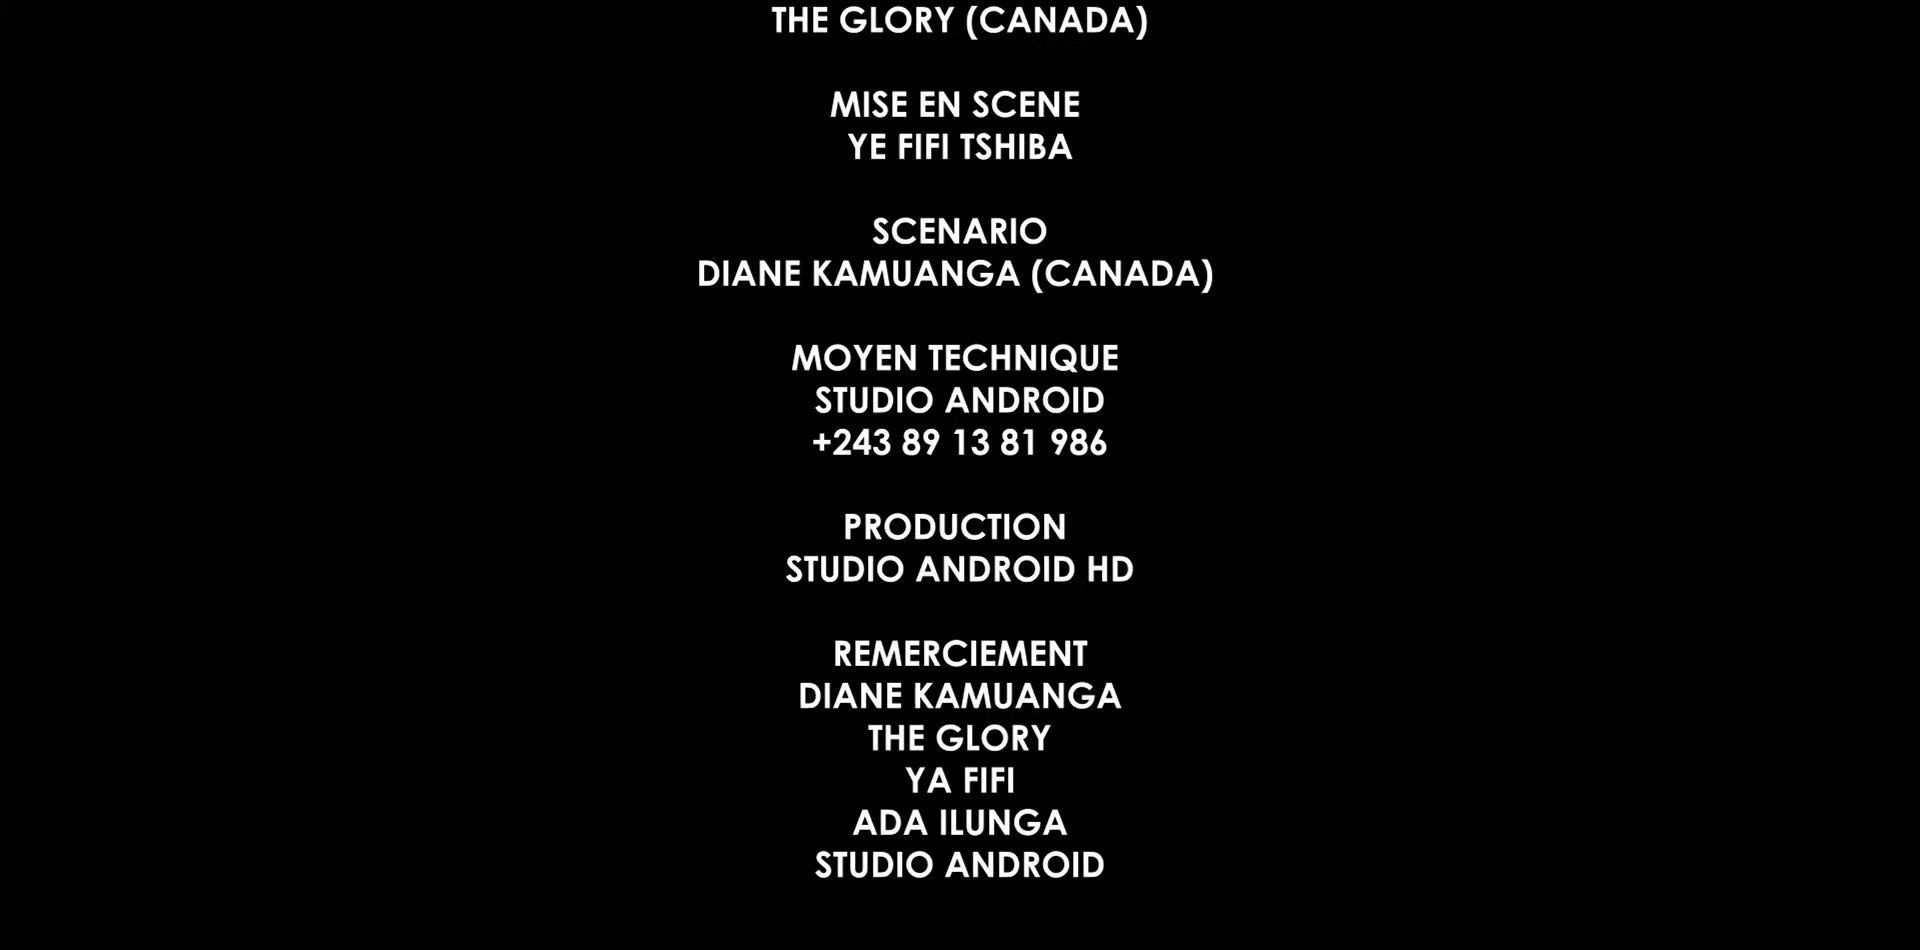 THE GLORY (CANADA)
MISE EN SCENE
YE FIFI TSHIBA
SCENARIO
DIANE KAMUANGA (CANADA)
MOYEN TECHNIQUE
STUDIO ANDROID
+243 89 13 81 986
PRODUCTION
STUDIO ANDROID HD
REMERCIEMENT
DIANE KAMUANGA
THE GLORY
YA FIFI
ADA ILUNGA
STUDIO ANDROID